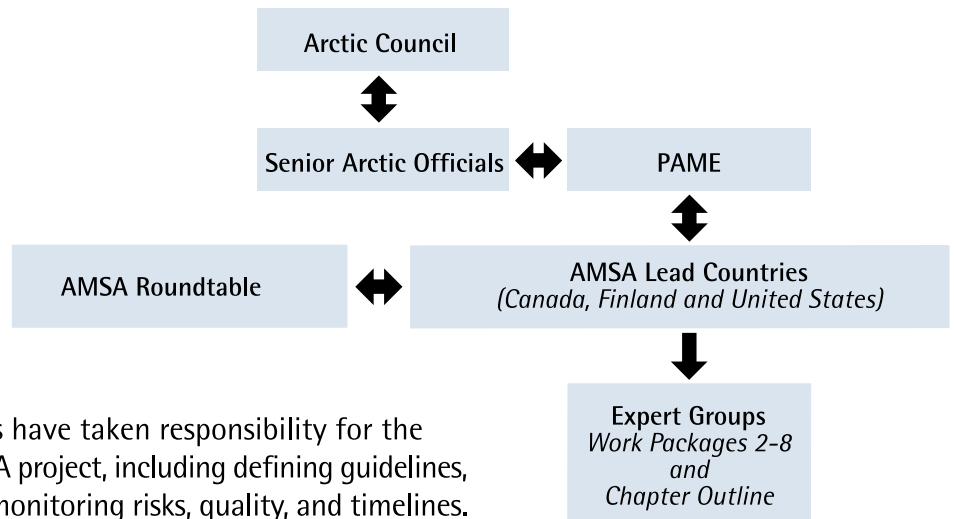 Arctic Council
Senior Arctic Officials
PAME
AMSA Roundtable
AMSA Lead Countries
(Canada, Finland and United States)
Expert Groups
Work Packages 2-8
and
Chapter Outline
have taken responsibility for the
project, including defining guidelines,
monitoring risks, quality, and timelines.